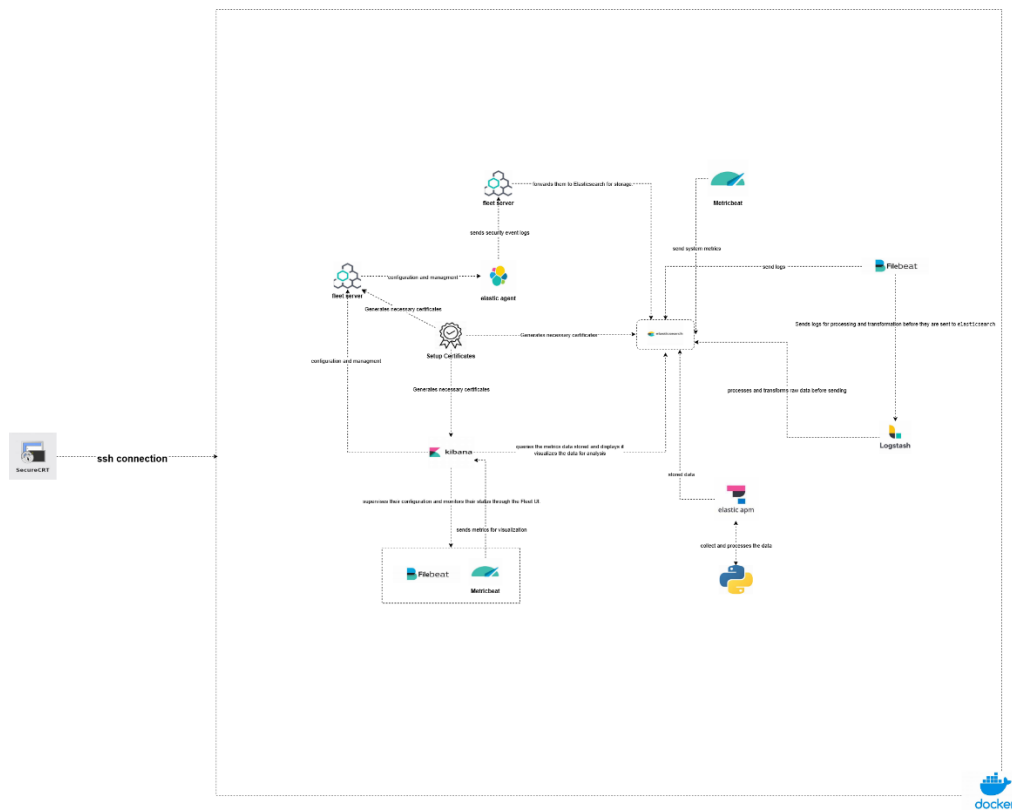 forwards them to Elasticsearch for storage.
fleet server
Metricbeat
sends security event logs
send system metrics
send logs
Filebeat
configuration and managment
fleet server
elastic agent
Generates necessary certificates
Sends logs for processing and transformation before they are sent to elasticsearch
Generates necessary certificates
elasticsearch
Setup Certificates
configuration and managment
Generates necessary certificates
processes and transforms raw data before sending
queries the metrics data stored and displays it
visualizes the data for analysis
kibana
Logstash
SecureCRT
ssh connection
stored data
supervises their configuration and monitors their status through the Fleet UI.
elastic apm
sends metrics for visualization
collect and processes the data
Filebeat
Metricbeat
docker